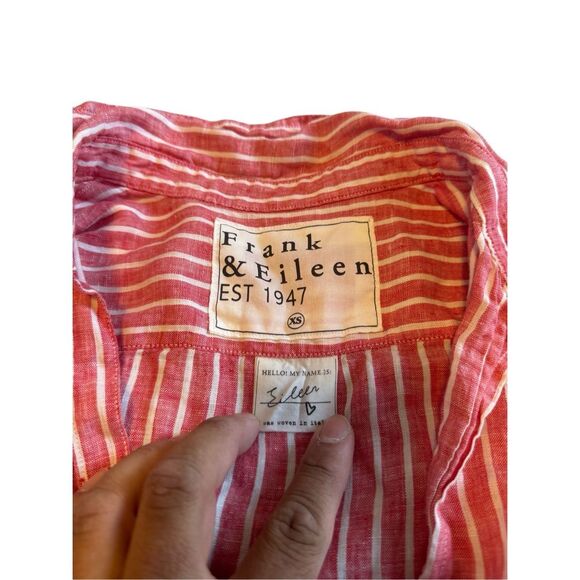 Frank
& Eileen
EST 1947
XS
HELLO! MY NAME IS:
Eileen
was woven in ital